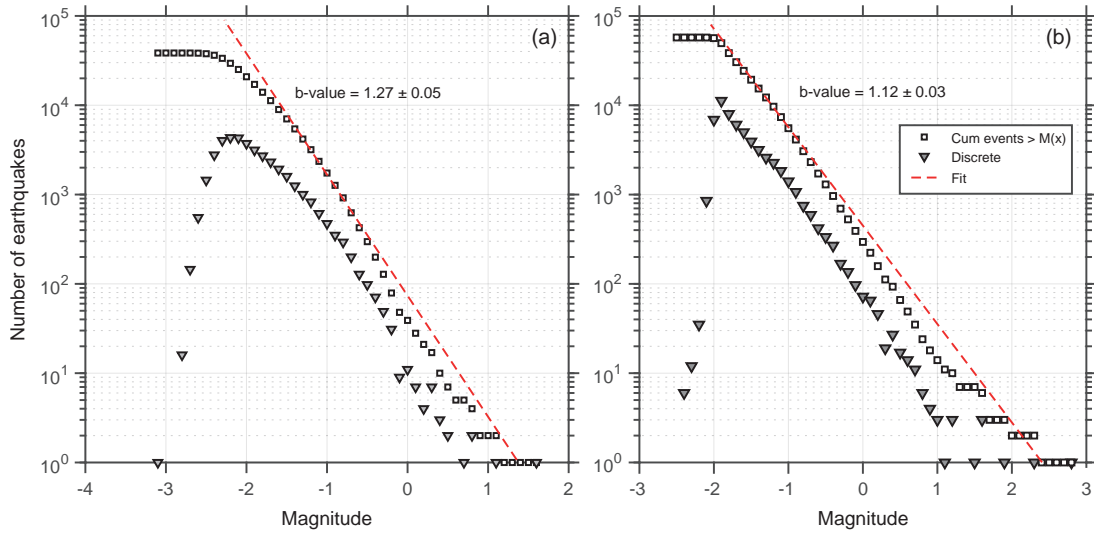 (a)
b-value = 1.27 ± 0.05
Number of earthquakes
10^5
10^4
10^3
10^2
10^1
10^0
-4
-3
-2
-1
0
1
2
Magnitude
(b)
b-value = 1.12 ± 0.03
Cum events > M(x)
Discrete
Fit
10^5
10^4
10^3
10^2
10^1
10^0
-3
-2
-1
0
1
2
3
Magnitude